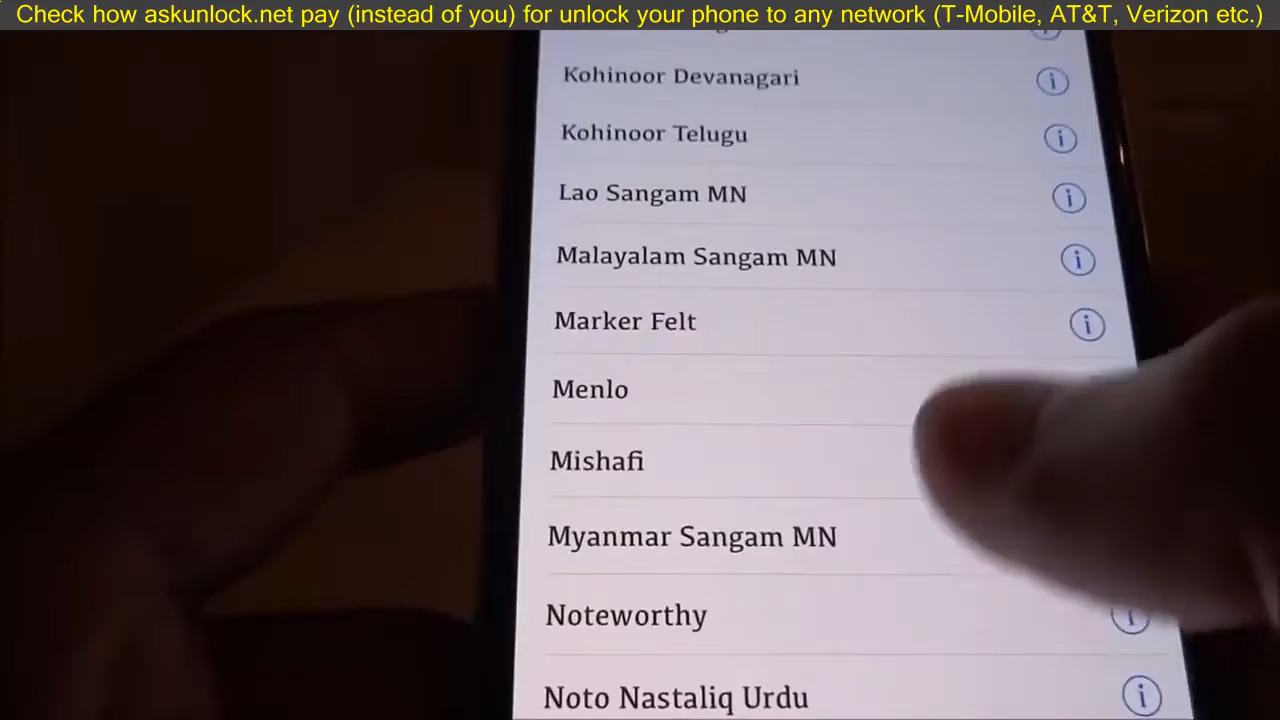 Check how askunlock.net pay (instead of you) for unlock your phone to any network (T-Mobile, AT&T, Verizon etc.)
Kohinoor Devanagari
Kohinoor Telugu
Lao Sangam MN
Malayalam Sangam MN
Marker Felt
Menlo
Mishafi
Myanmar Sangam MN
Noteworthy
Noto Nastaliq Urdu